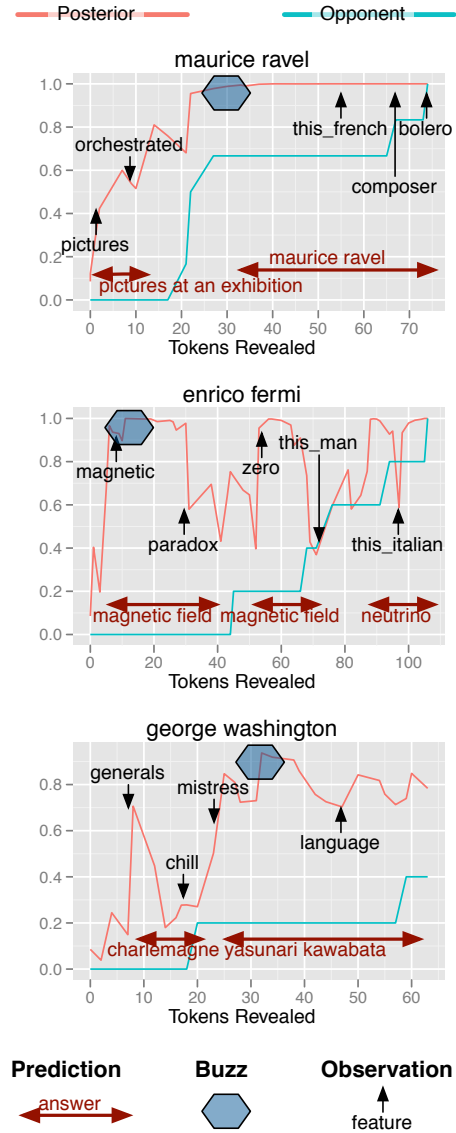 Posterior Opponent
maurice ravel
1.0
0.8
0.6
0.4
0.2
0.0
orchestrated
pictures
this_french bolero
composer
maurice ravel
pictures at an exhibition
0 10 20 30 40 50 60 70
Tokens Revealed
enrico fermi
1.0
0.8
0.6
0.4
0.2
0.0
magnetic
paradox
zero
this_man
this_italian
magnetic field magnetic field neutrino
0 20 40 60 80 100
Tokens Revealed
george washington
0.8
0.6
0.4
0.2
0.0
generals
mistress
chill
language
charlemagne yasunari kawabata
0 10 20 30 40 50 60
Tokens Revealed
Prediction Buzz Observation
answer
feature